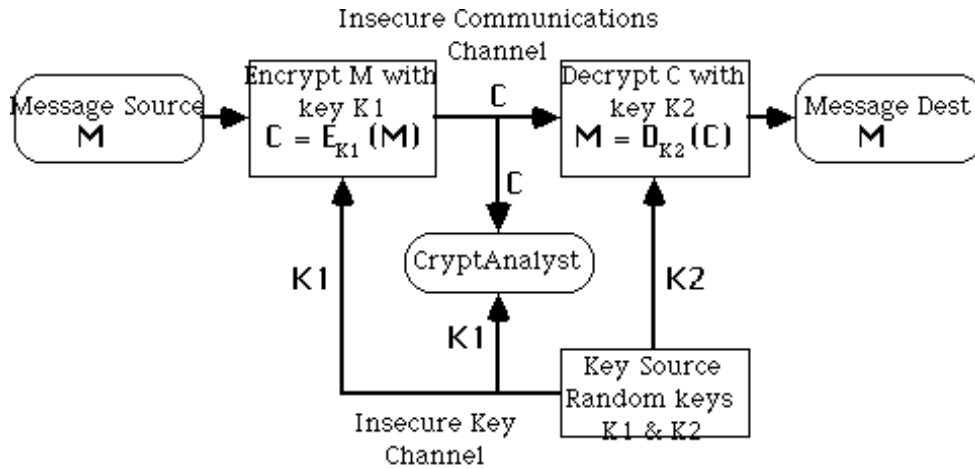 Insecure Communications
Channel
Message Source
M
Encrypt M with
key K1
C = E_K1 (M)
C
Decrypt C with
key K2
M = D_K2 (C)
Message Dest
M
C
CryptAnalyst
K1
K1
K2
Key Source
Random keys
K1 & K2
Insecure Key
Channel